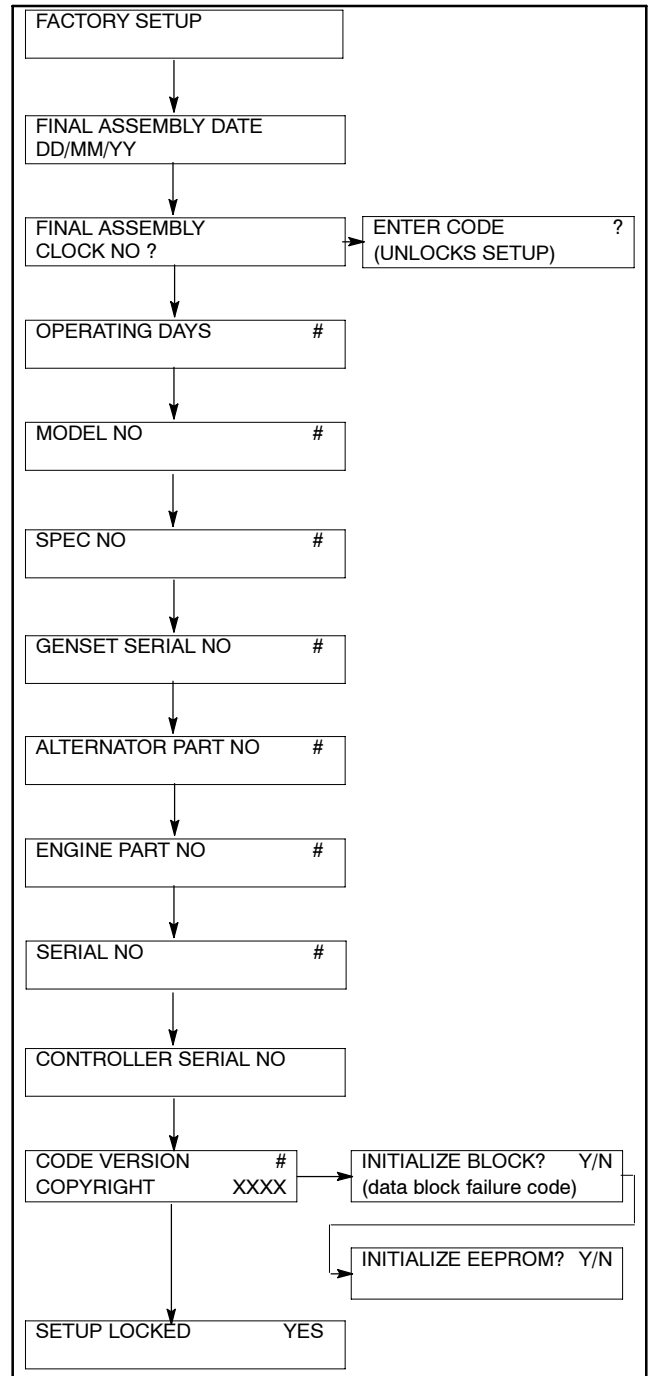 FACTORY SETUP
FINAL ASSEMBLY DATE
DD/MM/YY
FINAL ASSEMBLY
CLOCK NO ?
ENTER CODE ?
(UNLOCKS SETUP)
OPERATING DAYS #
MODEL NO #
SPEC NO #
GENSET SERIAL NO #
ALTERNATOR PART NO #
ENGINE PART NO #
SERIAL NO #
CONTROLLER SERIAL NO
CODE VERSION #
COPYRIGHT XXXX
INITIALIZE BLOCK? Y/N
(data block failure code)
INITIALIZE EEPROM? Y/N
SETUP LOCKED YES